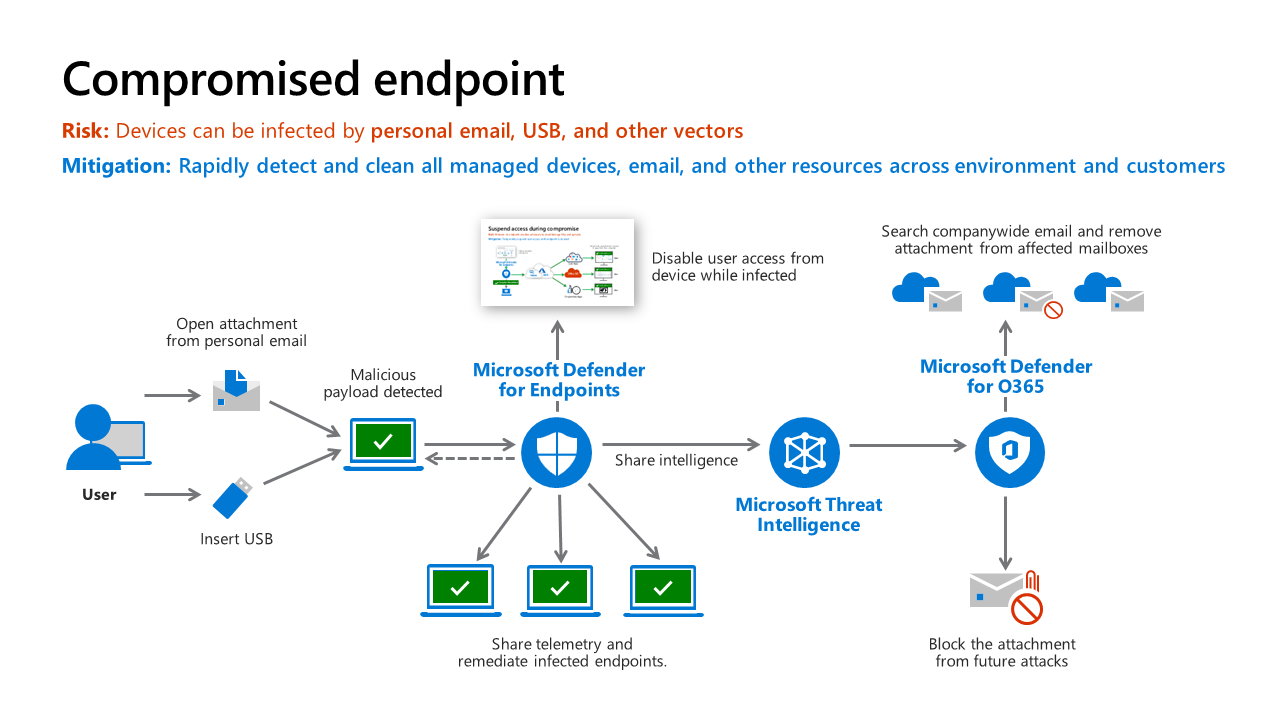 Compromised endpoint
Risk: Devices can be infected by personal email, USB, and other vectors
Mitigation: Rapidly detect and clean all managed devices, email, and other resources across environment and customers
Suspend access during compromise
Disable user access from
device while infected
Search companywide email and remove
attachment from affected mailboxes
Open attachment
from personal email
Malicious
payload detected
Microsoft Defender
for Endpoints
Microsoft Defender
for O365
Share intelligence
User
Insert USB
Microsoft Threat
Intelligence
Share telemetry and
remediate infected endpoints.
Block the attachment
from future attacks